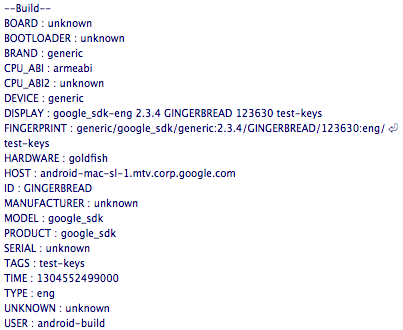 --Build--
BOARD : unknown
BOOTLOADER : unknown
BRAND : generic
CPU_ABI : armeabi
CPU_ABI2 : unknown
DEVICE : generic
DISPLAY : google_sdk-eng 2.3.4 GINGERBREAD 123630 test-keys
FINGERPRINT : generic/google_sdk/generic:2.3.4/GINGERBREAD/123630:eng/ ⏎
test-keys
HARDWARE : goldfish
HOST : android-mac-sl-1.mtv.corp.google.com
ID : GINGERBREAD
MANUFACTURER : unknown
MODEL : google_sdk
PRODUCT : google_sdk
SERIAL : unknown
TAGS : test-keys
TIME : 1304552499000
TYPE : eng
UNKNOWN : unknown
USER : android-build